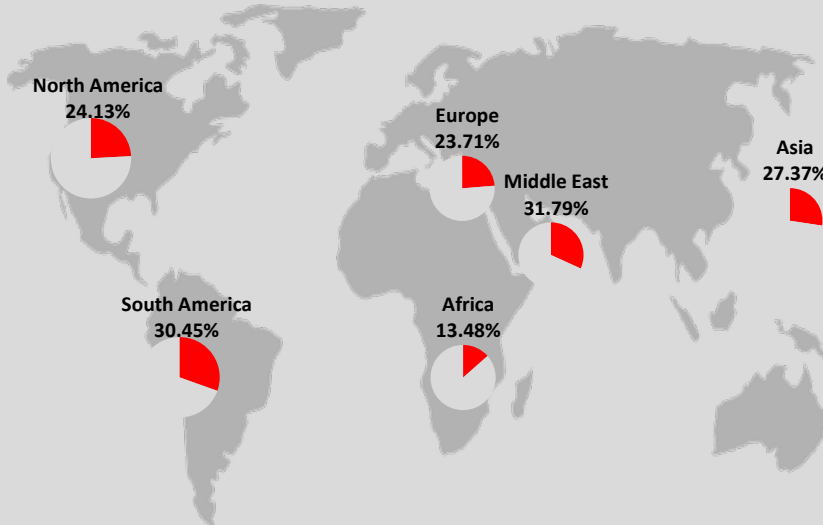 North America
24.13%
Europe
23.71%
Asia
27.37%
Middle East
31.79%
South America
30.45%
Africa
13.48%